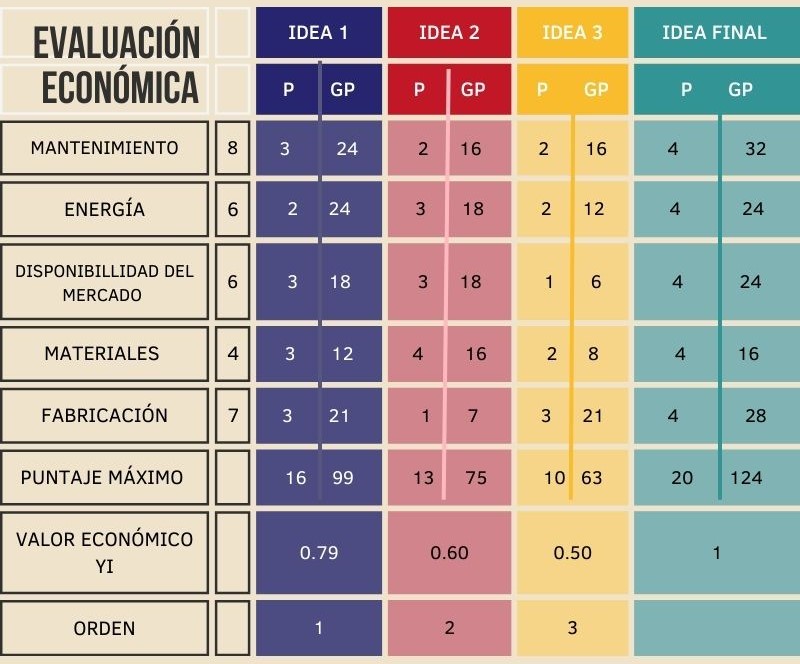 EVALUACIÓN
ECONÓMICA
IDEA 1 IDEA 2 IDEA 3 IDEA FINAL
P GP P GP P GP P GP
MANTENIMIENTO 8 3 24 2 16 2 16 4 32
ENERGÍA 6 2 24 3 18 2 12 4 24
DISPONIBILLIDAD DEL
MERCADO 6 3 18 3 18 1 6 4 24
MATERIALES 4 3 12 4 16 2 8 4 16
FABRICACIÓN 7 3 21 1 7 3 21 4 28
PUNTAJE MÁXIMO 16 99 13 75 10 63 20 124
VALOR ECONÓMICO
YI 0.79 0.60 0.50 1
ORDEN 1 2 3